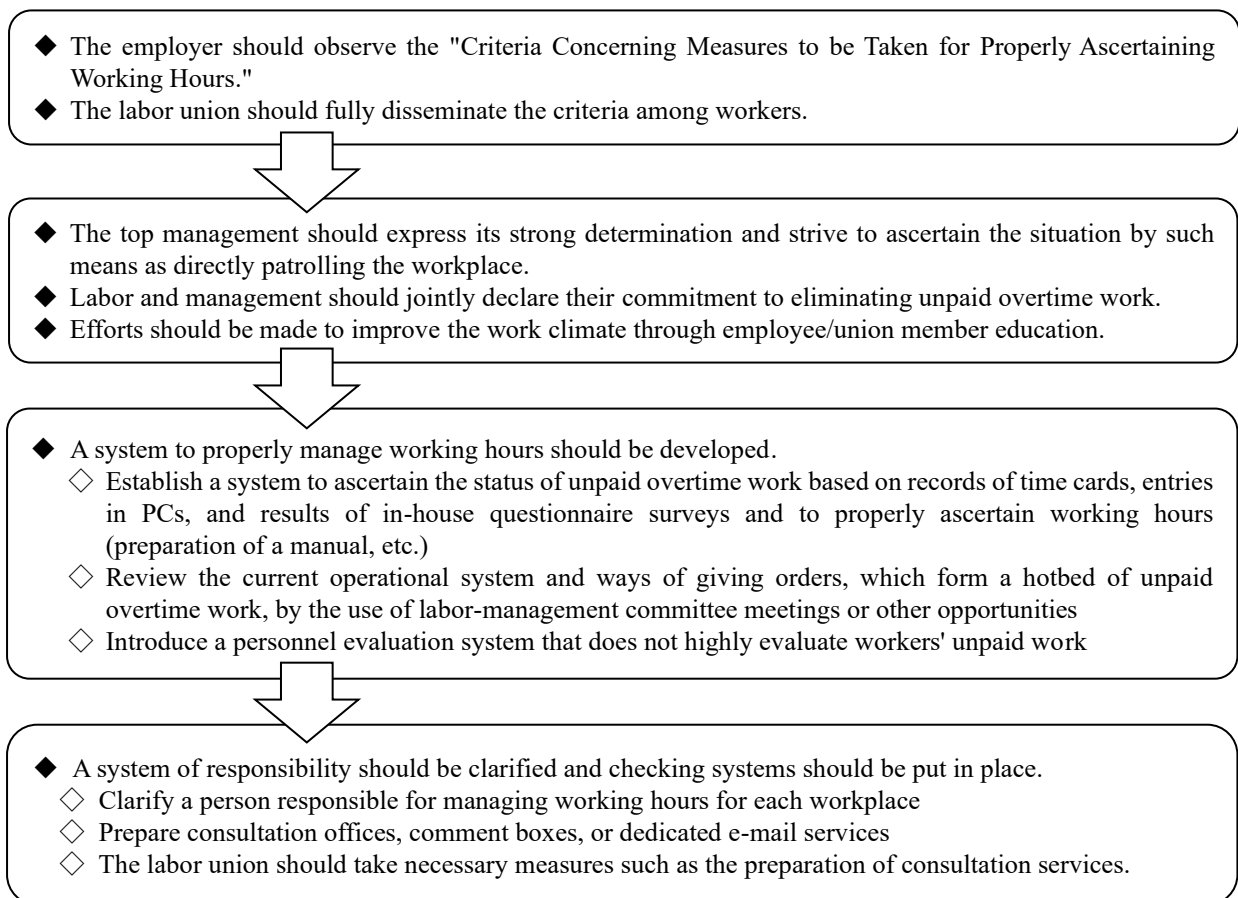 ◆ The employer should observe the "Criteria Concerning Measures to be Taken for Properly Ascertaining
Working Hours."
◆ The labor union should fully disseminate the criteria among workers.
◆ The top management should express its strong determination and strive to ascertain the situation by such
means as directly patrolling the workplace.
◆ Labor and management should jointly declare their commitment to eliminating unpaid overtime work.
◆ Efforts should be made to improve the work climate through employee/union member education.
◆ A system to properly manage working hours should be developed.
◇ Establish a system to ascertain the status of unpaid overtime work based on records of time cards, entries
in PCs, and results of in-house questionnaire surveys and to properly ascertain working hours
(preparation of a manual, etc.)
◇ Review the current operational system and ways of giving orders, which form a hotbed of unpaid
overtime work, by the use of labor-management committee meetings or other opportunities
◇ Introduce a personnel evaluation system that does not highly evaluate workers' unpaid work
◆ A system of responsibility should be clarified and checking systems should be put in place.
◇ Clarify a person responsible for managing working hours for each workplace
◇ Prepare consultation offices, comment boxes, or dedicated e-mail services
◇ The labor union should take necessary measures such as the preparation of consultation services.